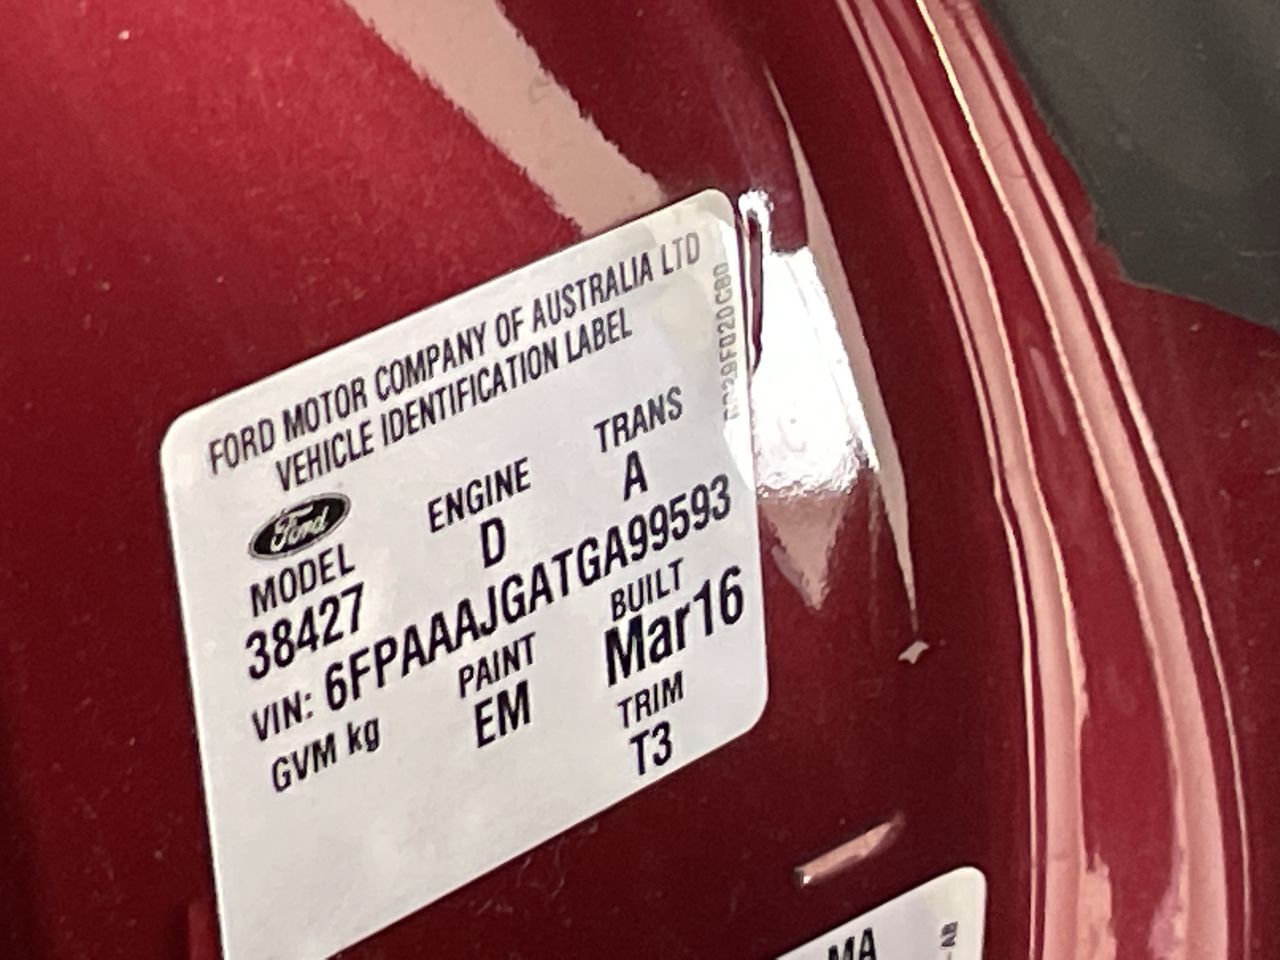 FORD MOTOR COMPANY OF AUSTRALIA LTD
VEHICLE IDENTIFICATION LABEL
Ford
MODEL ENGINE TRANS
38427 D A
VIN: 6FPAAAJGATGA99593
GVM kg PAINT BUILT
EM Mar16
TRIM
T3
MA